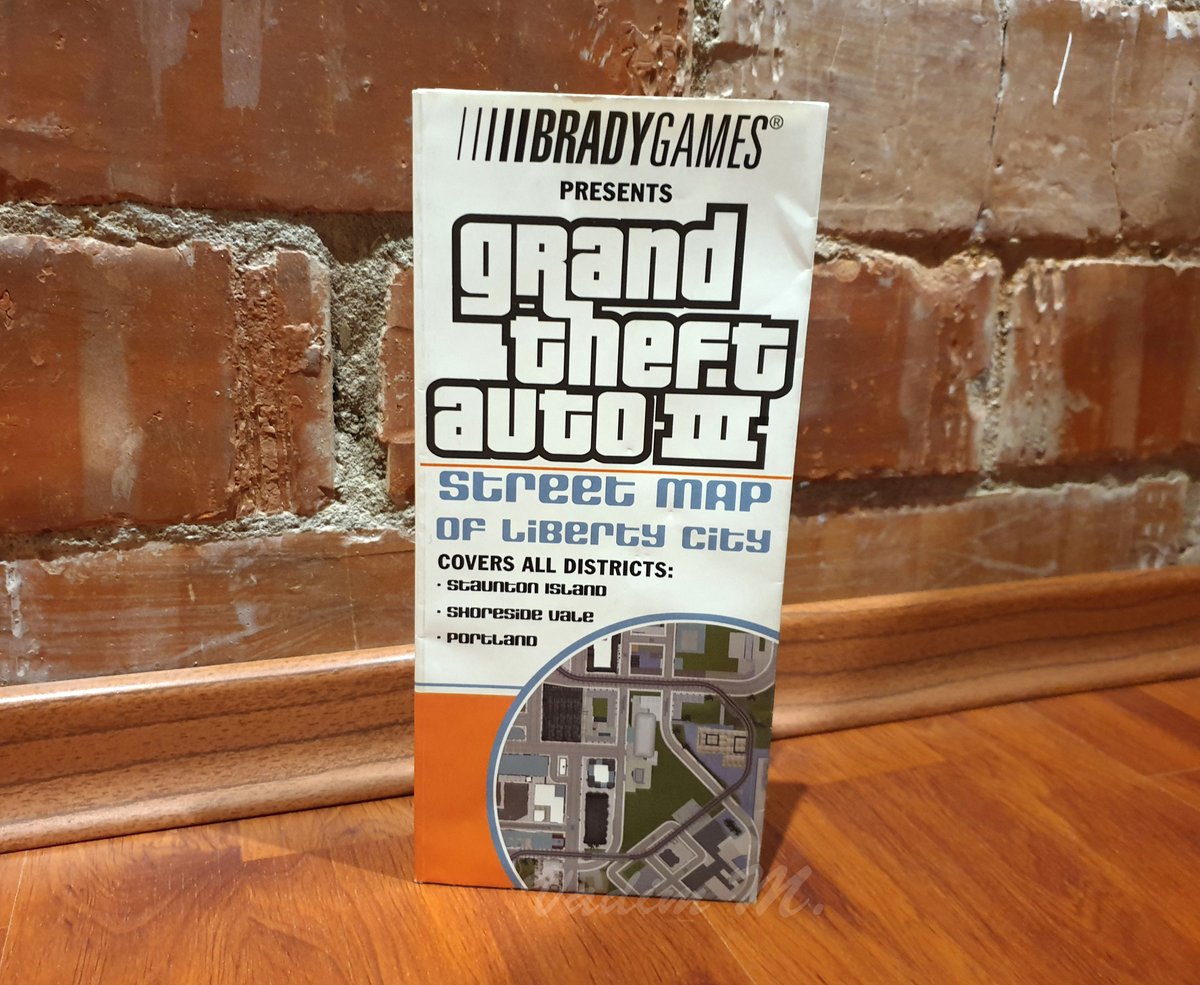 BRADYGAMES®
PRESENTS
grand
theft
auto III
Street MAP
OF LiBERTy City
COVERS ALL DISTRICTS:
· Staunton Island
· Shoreside Vale
· Portland
Vadim M.